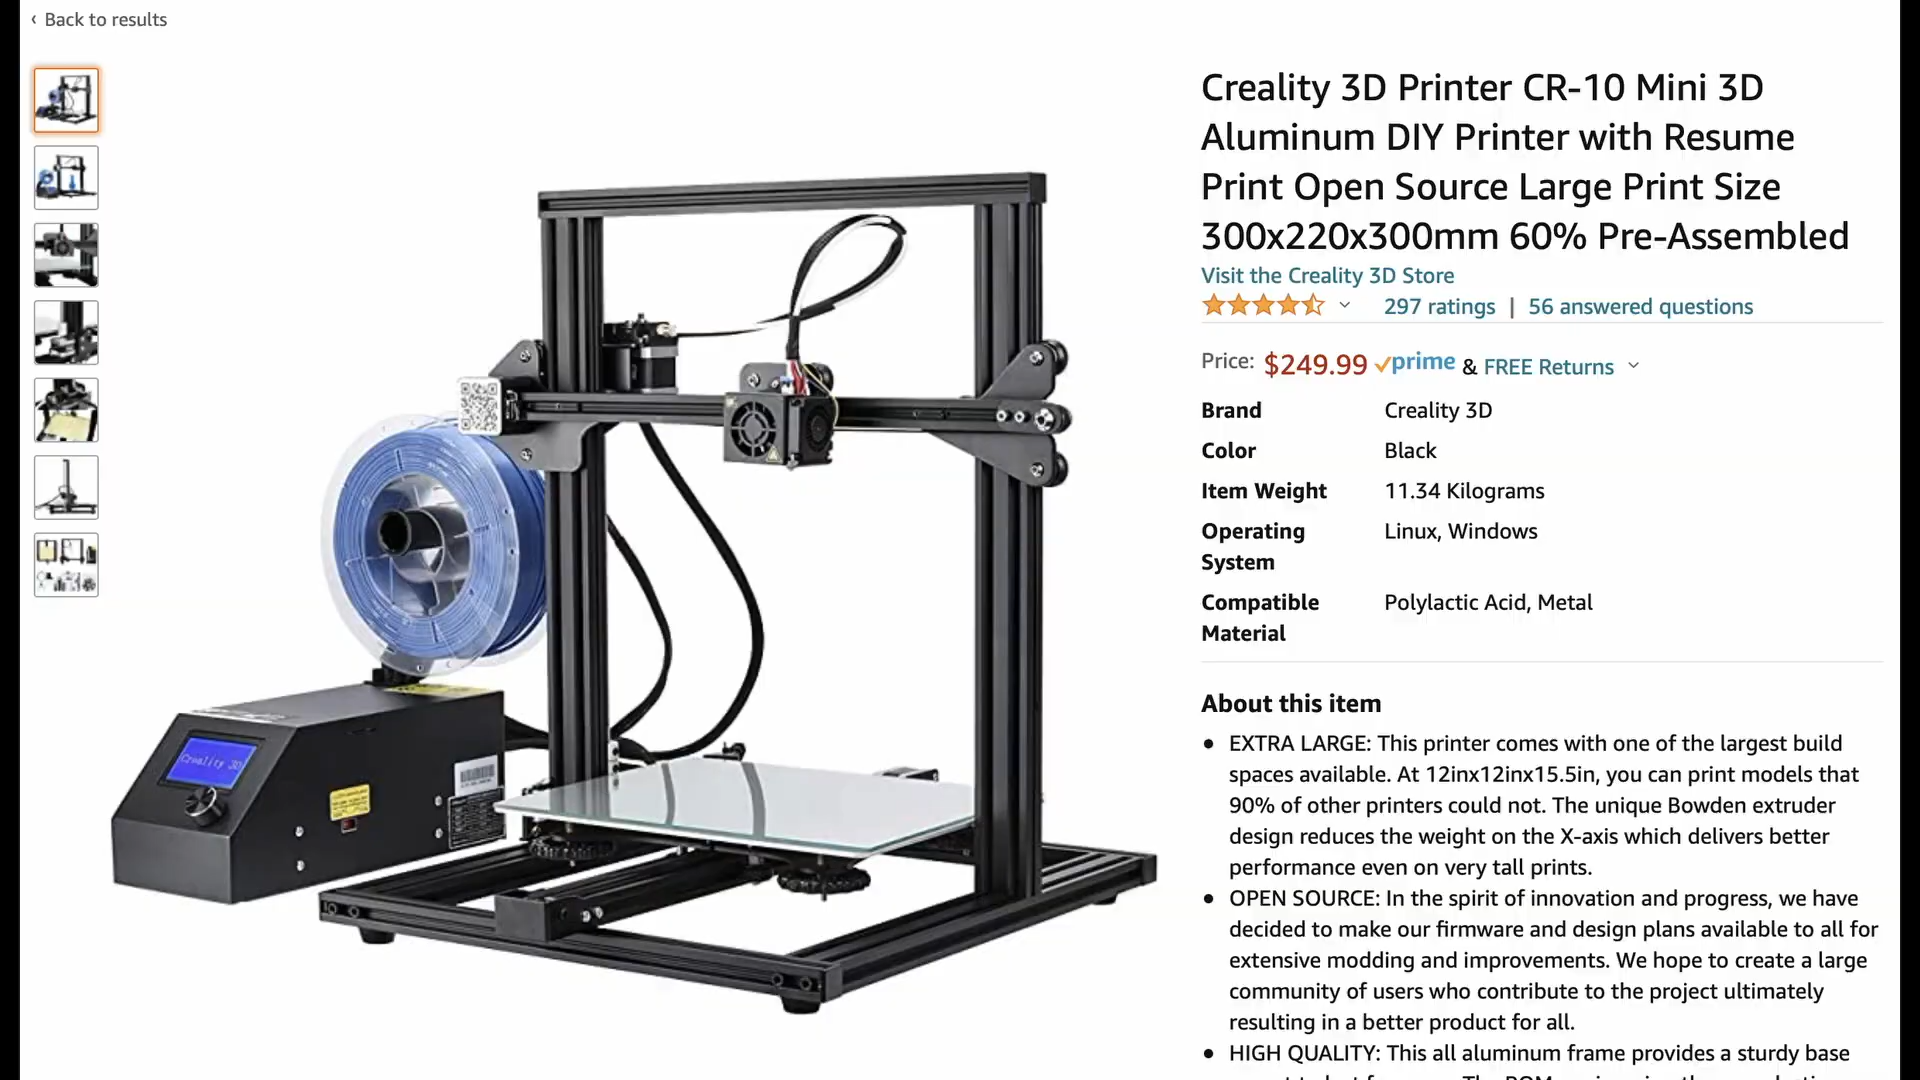 ‹ Back to results
Creality 3D Printer CR-10 Mini 3D
Aluminum DIY Printer with Resume
Print Open Source Large Print Size
300x220x300mm 60% Pre-Assembled
Visit the Creality 3D Store
297 ratings | 56 answered questions
Price: $249.99 prime & FREE Returns
Brand Creality 3D
Color Black
Item Weight 11.34 Kilograms
Operating Linux, Windows
System
Compatible Polylactic Acid, Metal
Material
About this item
• EXTRA LARGE: This printer comes with one of the largest build
spaces available. At 12inx12inx15.5in, you can print models that
90% of other printers could not. The unique Bowden extruder
design reduces the weight on the X-axis which delivers better
performance even on very tall prints.
• OPEN SOURCE: In the spirit of innovation and progress, we have
decided to make our firmware and design plans available to all for
extensive modding and improvements. We hope to create a large
community of users who contribute to the project ultimately
resulting in a better product for all.
• HIGH QUALITY: This all aluminum frame provides a sturdy base
Creality 3D